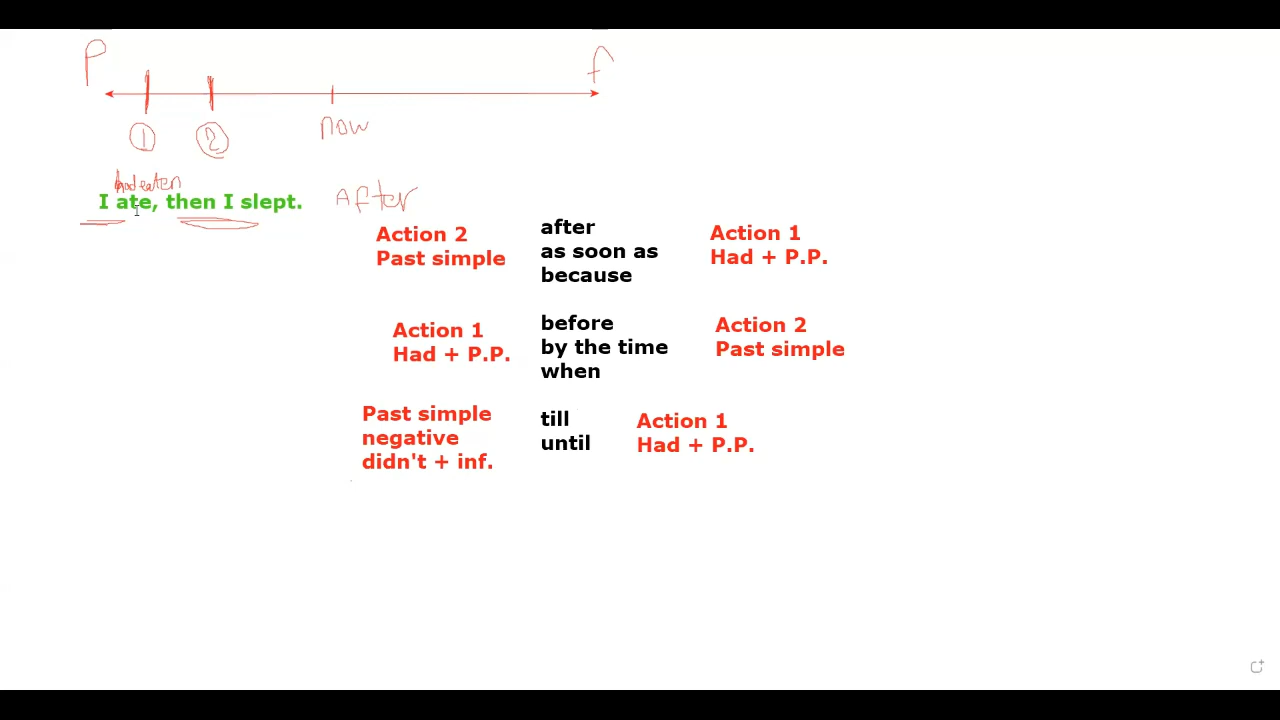 P f
① ② now
had eaten
I ate, then I slept. After
Action 2 after Action 1
Past simple as soon as Had + P.P.
because
Action 1 before Action 2
Had + P.P. by the time Past simple
when
Past simple till Action 1
negative until Had + P.P.
didn't + inf.